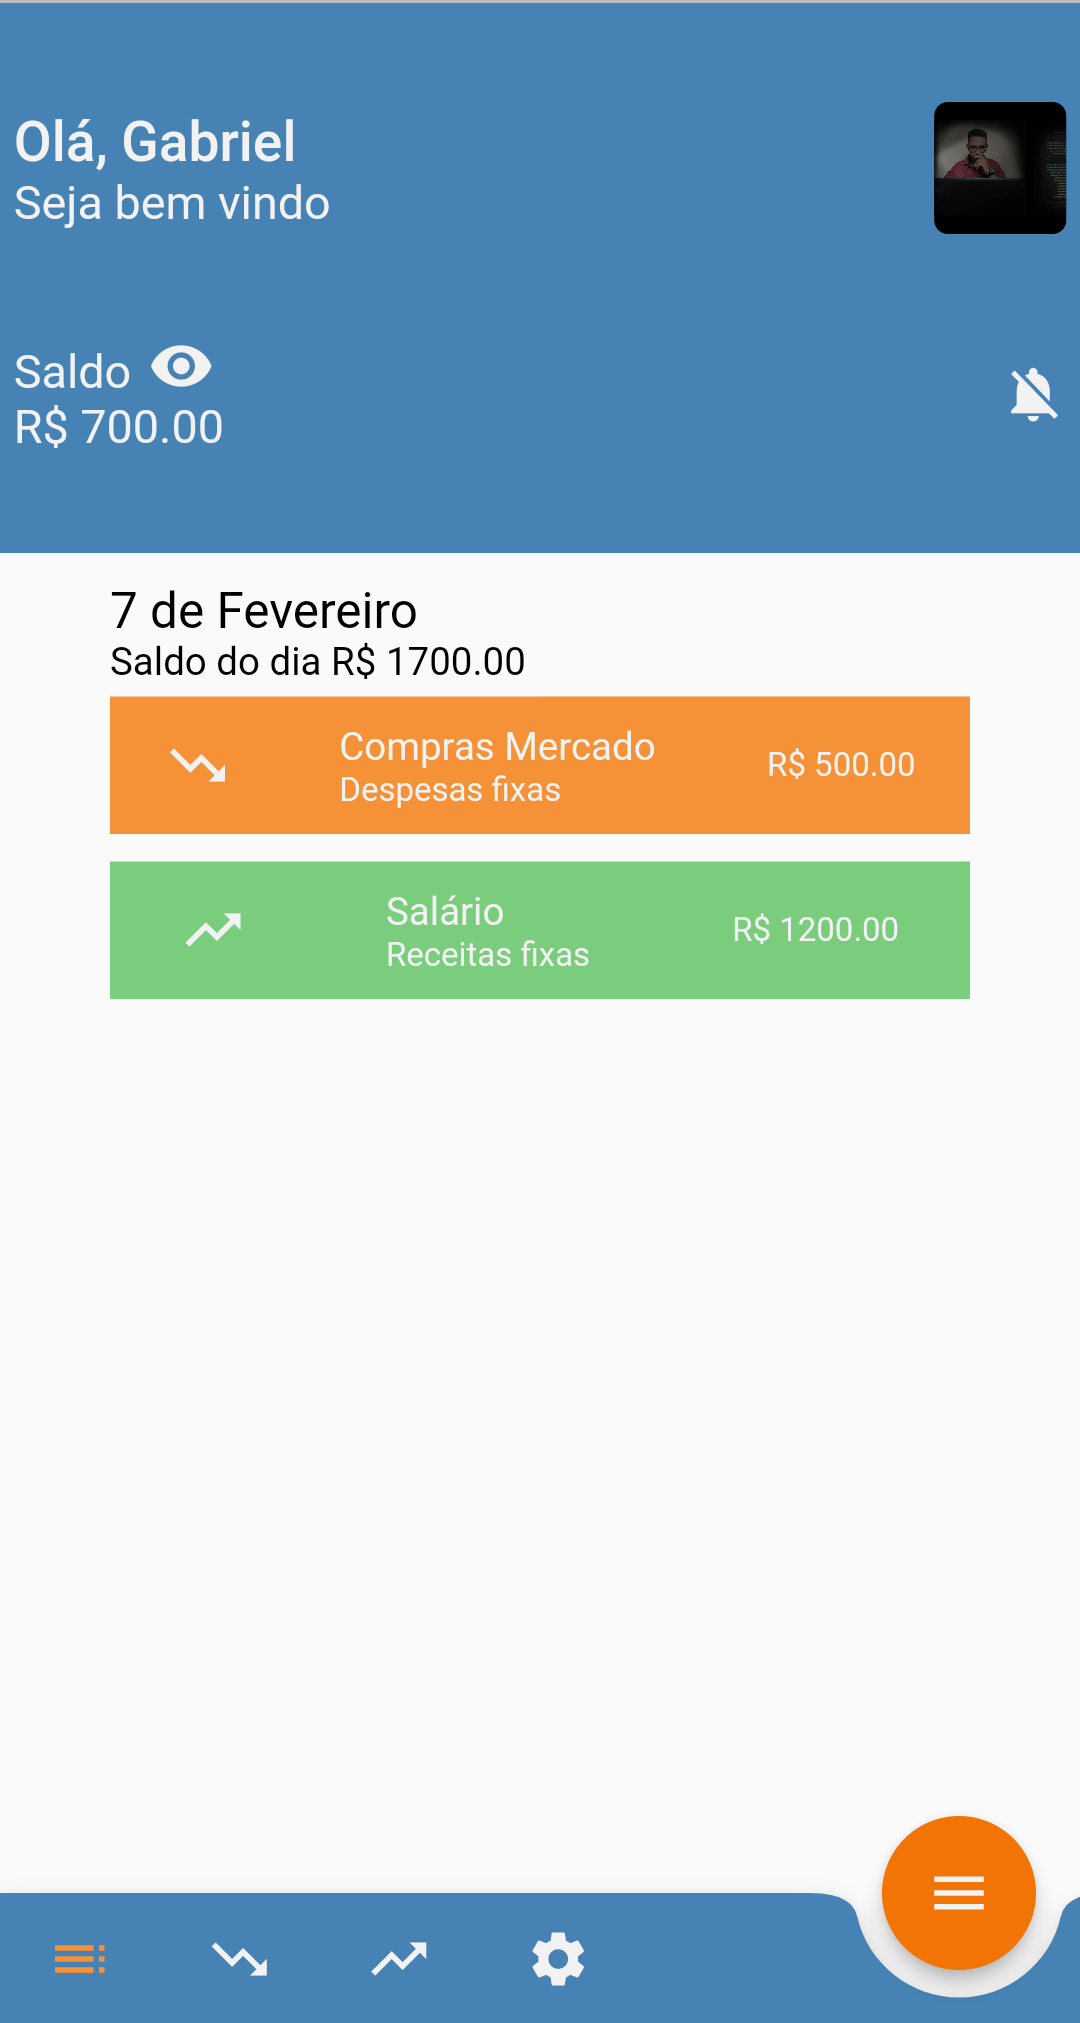 Olá, Gabriel
Seja bem vindo
Saldo
R$ 700.00
7 de Fevereiro
Saldo do dia R$ 1700.00
Compras Mercado
Despesas fixas
R$ 500.00
Salário
Receitas fixas
R$ 1200.00